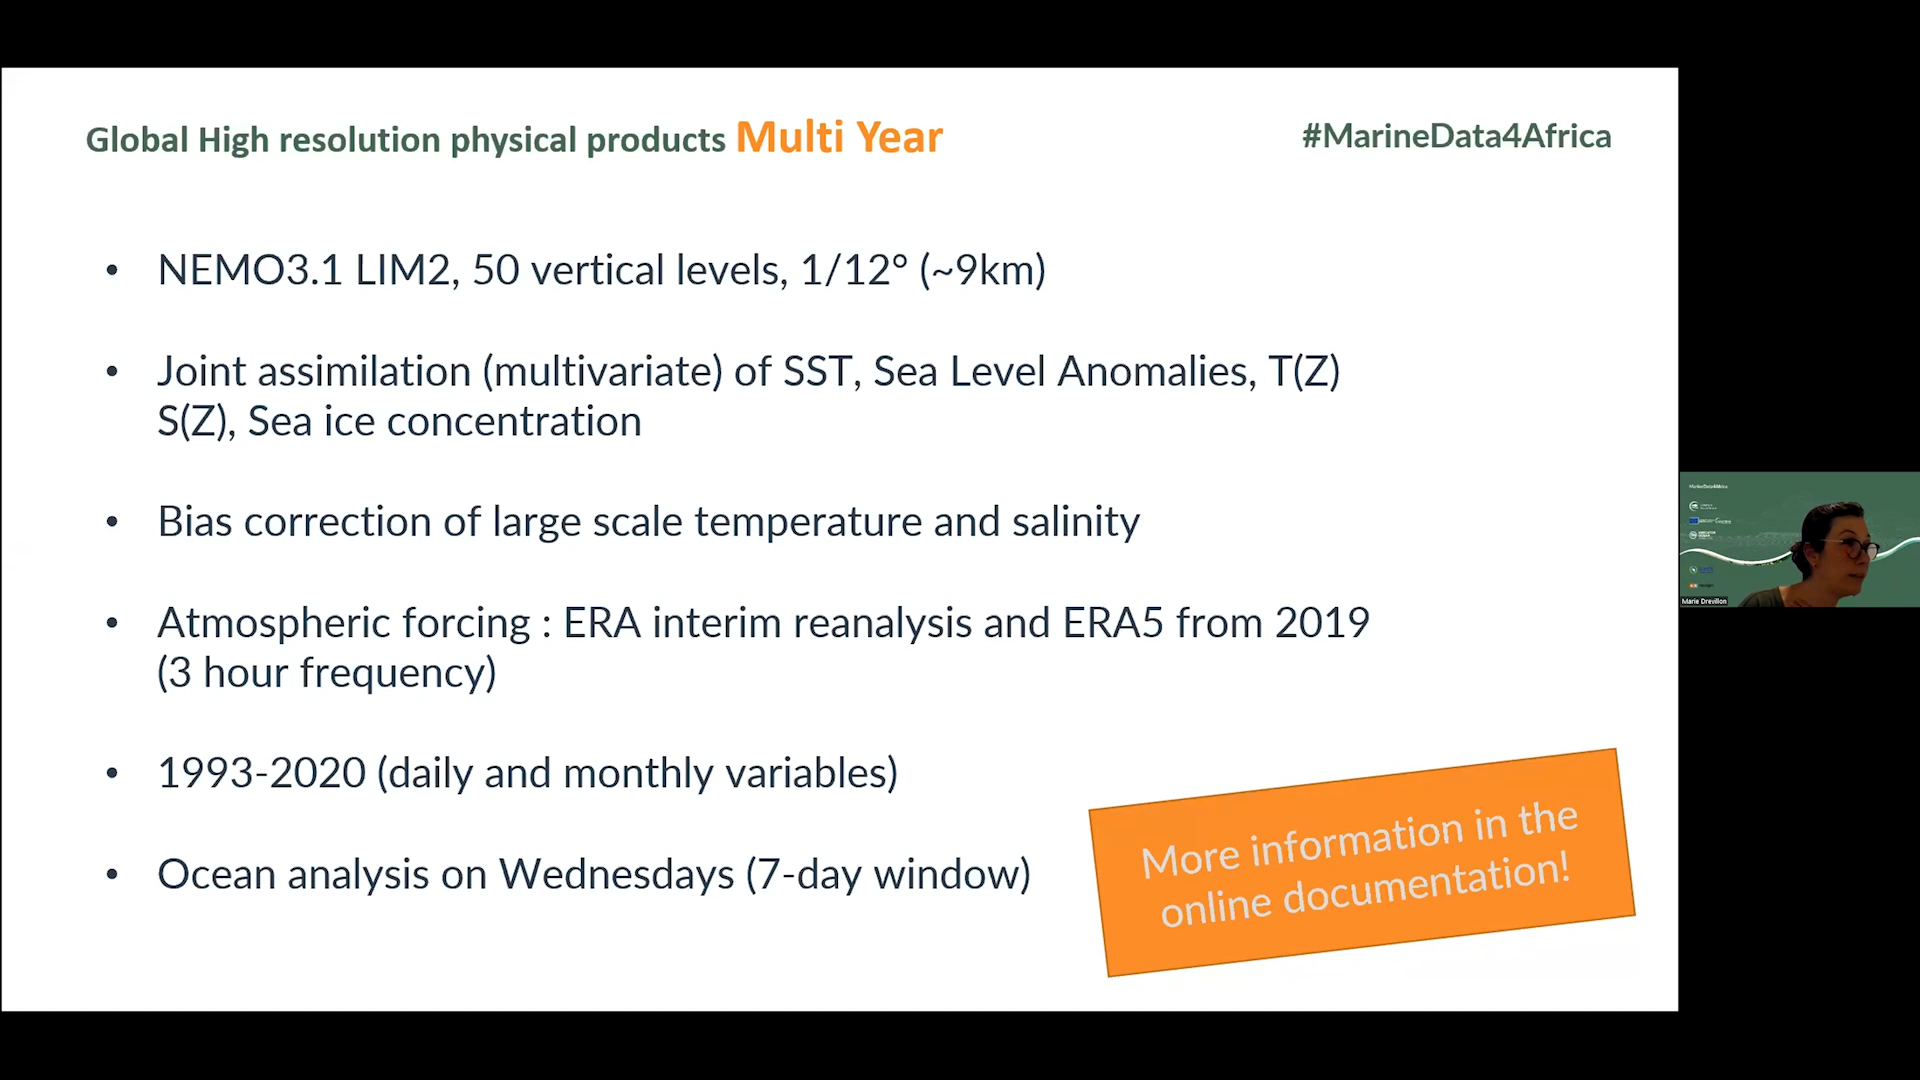 Global High resolution physical products Multi Year
#MarineData4Africa
• NEMO3.1 LIM2, 50 vertical levels, 1/12° (~9km)
• Joint assimilation (multivariate) of SST, Sea Level Anomalies, T(Z)
S(Z), Sea ice concentration
• Bias correction of large scale temperature and salinity
• Atmospheric forcing : ERA interim reanalysis and ERA5 from 2019
(3 hour frequency)
• 1993-2020 (daily and monthly variables)
• Ocean analysis on Wednesdays (7-day window)
More information in the
online documentation!
Marie Drevillon